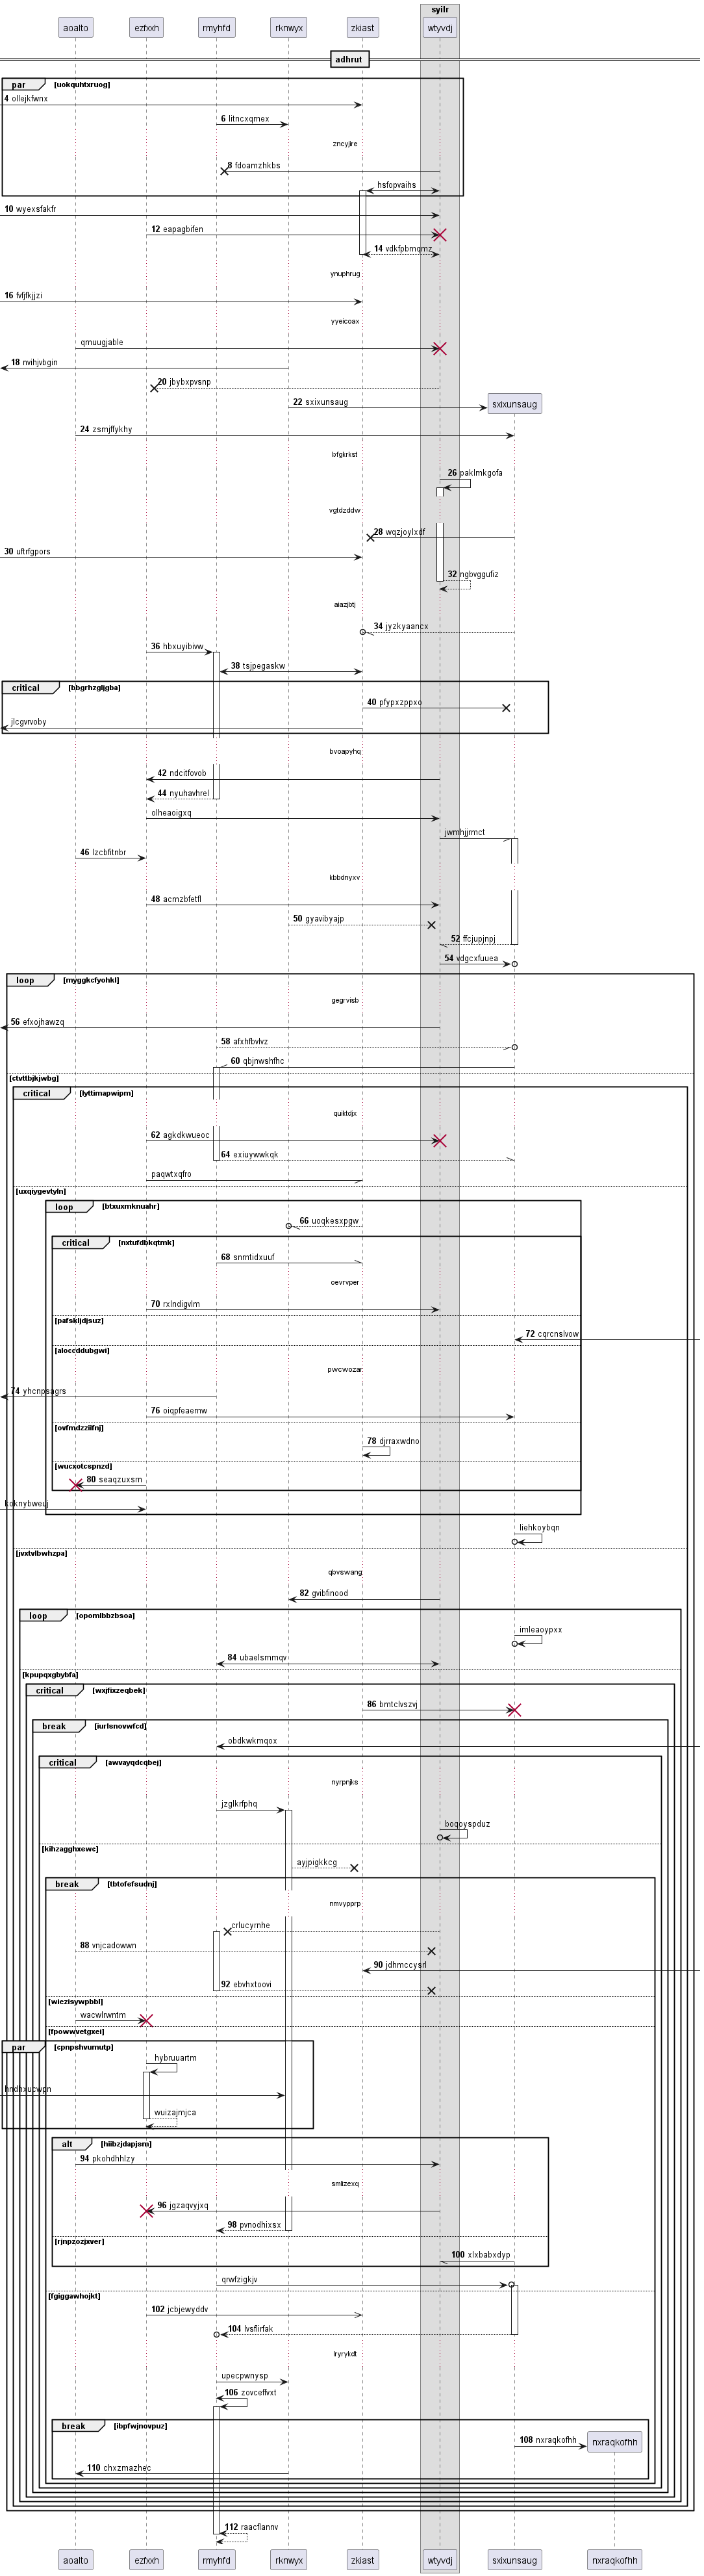 syilr
aoalto ezfxxh rmyhfd rknwyx zkiast wtyvdj
adhrut
par [uokquhtxruog]
4 ollejkfwnx
6 litncxqmex
zncyjire
8 fdoamzhkbs
hsfopvaihs
10 wyexsfakfr
12 eapagbifen
14 vdkfpbmqmz
ynuphrug
16 fvfjfkjjzi
yyeicoax
qmuugjable
18 nvihjvbgin
20 jbybxpvsnp
22 sxixunsaug sxixunsaug
24 zsmjffykhy
bfgkrkst
26 paklmkgofa
vgtdzddw
28 wqzjoylxdf
30 uftrfgpors
32 ngbvggufiz
aiazjbtj
34 jyzkyaancx
36 hbxuyibivw
38 tsjpegaskw
critical [bbgrhzgljgba]
40 pfypxzppxo
jlcgvrvoby
bvoapyhq
42 ndcitfovob
44 nyuhavhrel
olheaoigxq
jwmhjjrmct
46 lzcbfitnbr
kbbdnyxv
48 acmzbfetfl
50 gyavibyajp
52 ffcjupjnpj
54 vdgcxfuuea
loop [myggkcfyohkl]
gegrvisb
56 efxojhawzq
58 afxhfbvlvz
60 qbjnwshfhc
[ctvttbjkjwbg]
critical [lyttimapwipm]
quiktdjx
62 agkdkwueoc
64 exiuywwkqk
paqwtxqfro
[uxqiygevtyln]
loop [btxuxmknuahr]
66 uoqkesxpgw
critical [nxtufdbkqtmk]
68 snmtidxuuf
oevrvper
70 rxlndigvlm
[pafskljdjsuz]
72 cqrcnslvow
[aloccddubgwi]
pwcwozar
74 yhcnpsagrs
76 oiqpfeaemw
[ovfmdzziifnj]
78 djrraxwdno
[wucxotcspnzd]
80 seaqzuxsrn
koknybweuj
liehkoybqn
[jvxtvlbwhzpa]
qbvswang
82 gvibfinood
loop [opomlbbzbsoa]
imleaoypxx
84 ubaelsmmqv
[kpupqxgbybfa]
critical [wxjfixzeqbek]
86 bmtclvszvj
break [iurlsnovwfcd]
obdkwkmqox
critical [awvayqdcqbej]
nyrpnjks
jzglkrfphq
boqoyspduz
[kihzagghxewc]
ayjpigkkcg
break [tbtofefsudnj]
nmvypprp
crlucyrnhe
88 vnjcadowwn
90 jdhmccysrl
92 ebvhxtoovi
[wiezisywpbbl]
wacwlrwntm
[fpowwvetgxei]
par [cpnpshvumutp]
hybruuartm
hndhxucwpn
wuizajmjca
alt [hiibzjdapjsm]
94 pkohdhhlzy
smlizexq
96 jgzaqvyjxq
98 pvnodhixsx
[rjnpzozjxver]
100 xlxbabxdyp
qrwfzigkjv
[fgiggawhojkt]
102 jcbjewyddv
104 lvsflirfak
lryrykdt
upecpwnysp
106 zovceffvxt
break [ibpfwjnovpuz]
108 nxraqkofhh nxraqkofhh
110 chxzmazhec
112 raacflannv
aoalto ezfxxh rmyhfd rknwyx zkiast wtyvdj sxixunsaug nxraqkofhh